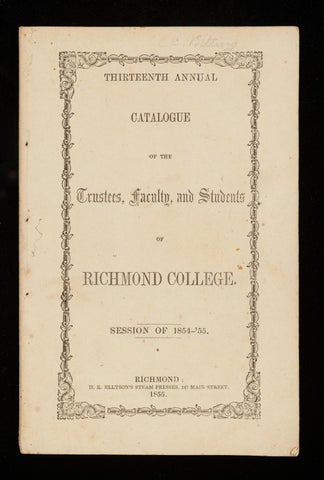 THIRTEENTH ANNUAL
CATALOGUE
OF THE
Trustees, Faculty, and Students
OF
RICHMOND COLLEGE.
SESSION OF 1854-'55.
RICHMOND:
H. K. ELLYSON'S STEAM PRESSES, 147 MAIN STREET.
1855.